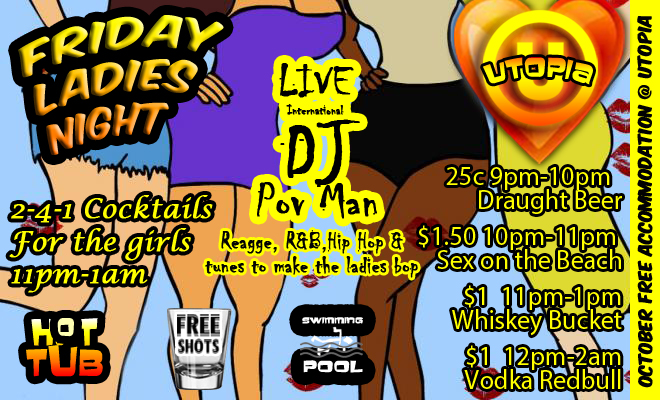 FRIDAY
LADIES
NIGHT
2-4-1 Cocktails
For the girls
11pm-1am
HOT
TUB
FREE
SHOTS
LIVE
International
DJ
Pov Man
Reagge, R&B,Hip Hop &
tunes to make the ladies bop
swimming
POOL
U
UTOPIA
25c 9pm-10pm
Draught Beer
$1.50 10pm-11pm
Sex on the Beach
$1 11pm-1pm
Whiskey Bucket
$1 12pm-2am
Vodka Redbull
OCTOBER FREE ACCOMMODATION @ UTOPIA